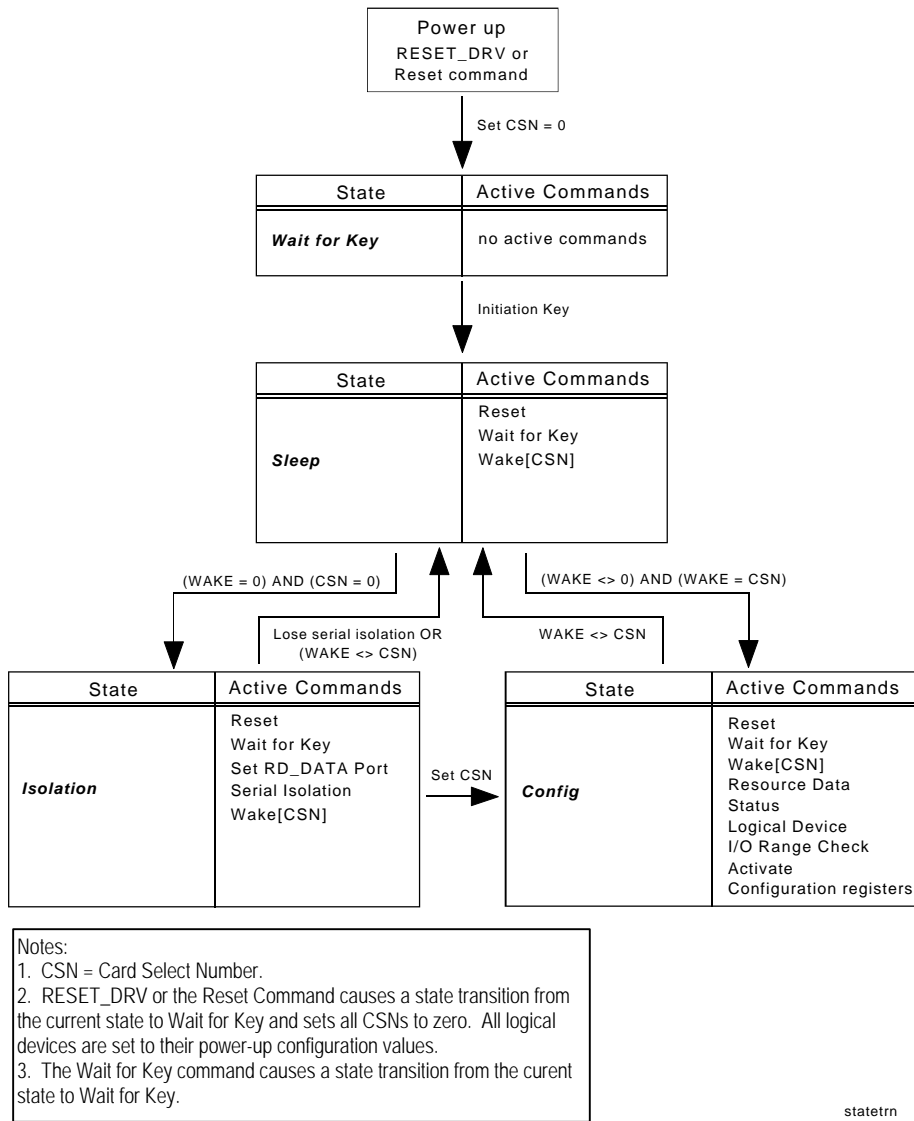 Power up
RESET_DRV or
Reset command
Set CSN = 0
State
Active Commands
Wait for Key
no active commands
Initiation Key
State
Active Commands
Sleep
Reset
Wait for Key
Wake[CSN]
(WAKE = 0) AND (CSN = 0)
(WAKE <> 0) AND (WAKE = CSN)
Lose serial isolation OR
(WAKE <> CSN)
WAKE <> CSN
State
Active Commands
Isolation
Reset
Wait for Key
Set RD_DATA Port
Serial Isolation
Wake[CSN]
Set CSN
State
Active Commands
Config
Reset
Wait for Key
Wake[CSN]
Resource Data
Status
Logical Device
I/O Range Check
Activate
Configuration registers
Notes:
1. CSN = Card Select Number.
2. RESET_DRV or the Reset Command causes a state transition from
the current state to Wait for Key and sets all CSNs to zero. All logical
devices are set to their power-up configuration values.
3. The Wait for Key command causes a state transition from the curent
state to Wait for Key.
statetrn